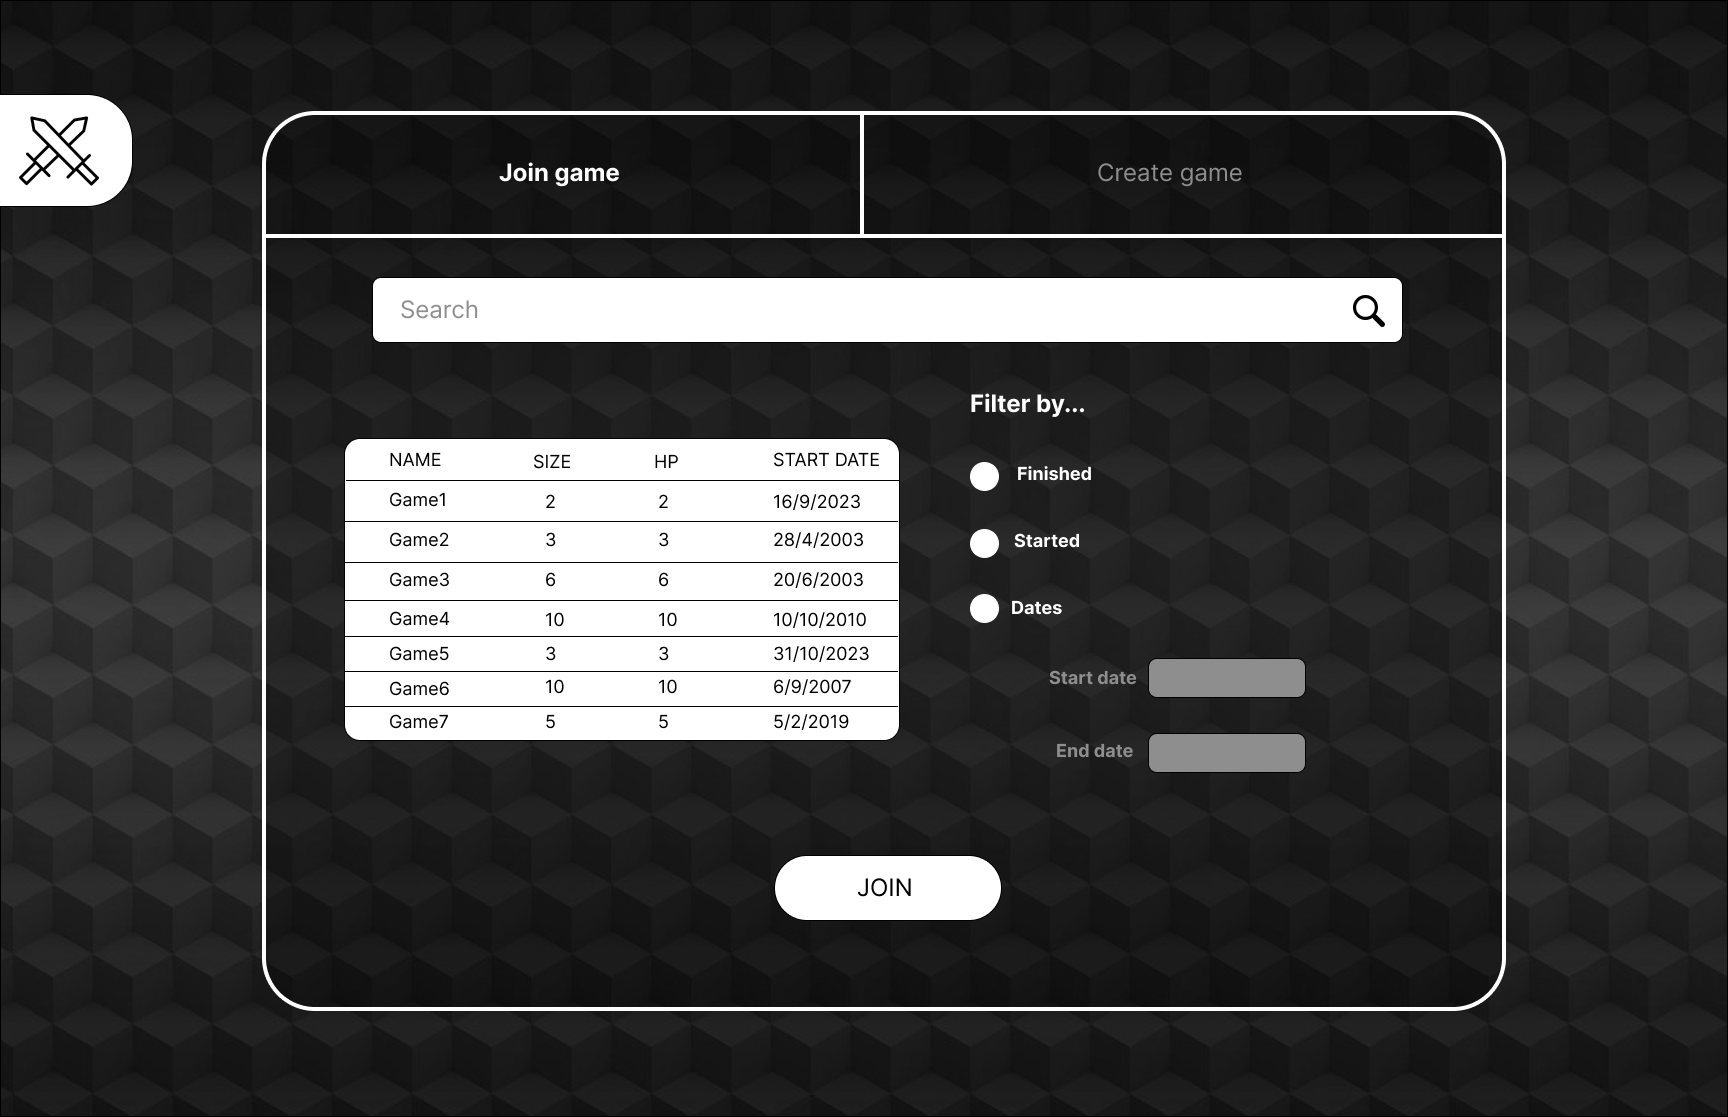 Join game
Create game
Search
Filter by...
NAME SIZE HP START DATE
Game1 2 2 16/9/2023
Game2 3 3 28/4/2003
Game3 6 6 20/6/2003
Game4 10 10 10/10/2010
Game5 3 3 31/10/2023
Game6 10 10 6/9/2007
Game7 5 5 5/2/2019
Finished
Started
Dates
Start date
End date
JOIN